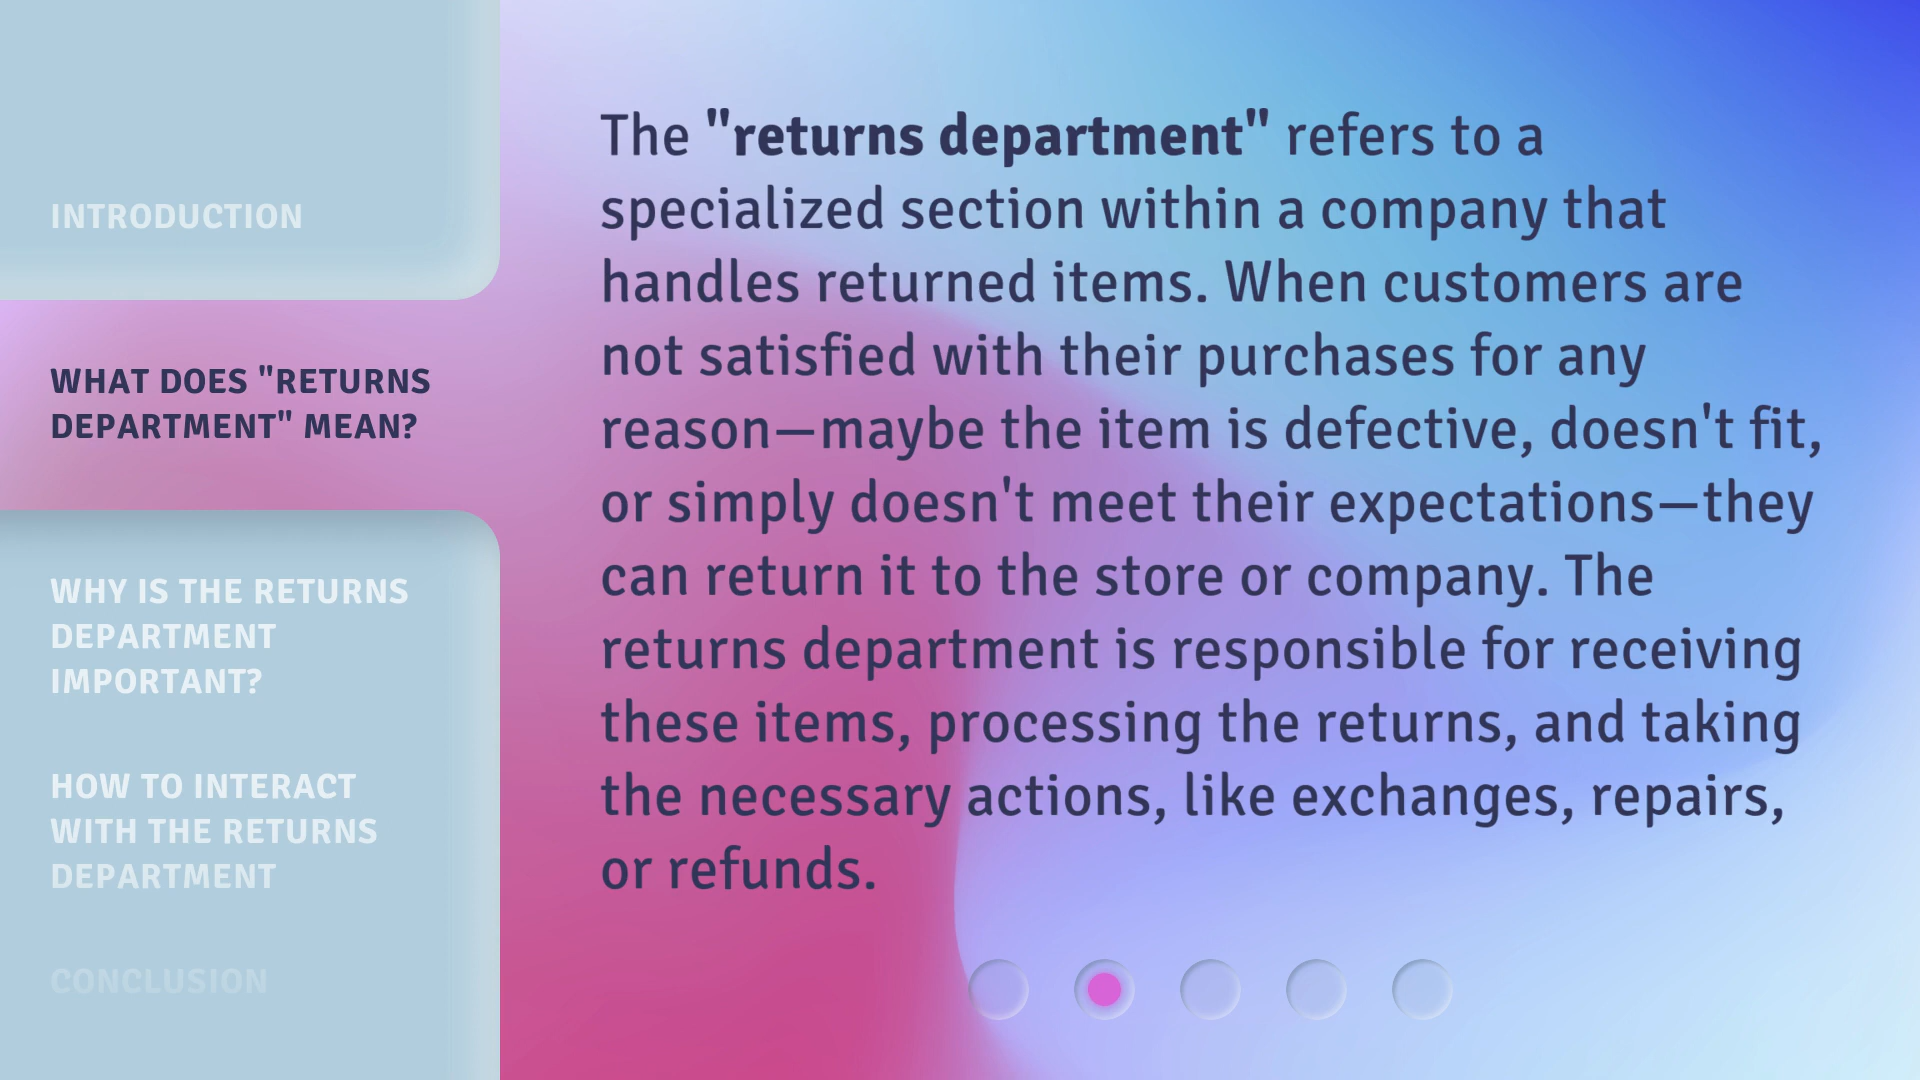 INTRODUCTION
WHAT DOES "RETURNS
DEPARTMENT" MEAN?
WHY IS THE RETURNS
DEPARTMENT
IMPORTANT?
HOW TO INTERACT
WITH THE RETURNS
DEPARTMENT
CONCLUSION
The "returns department" refers to a
specialized section within a company that
handles returned items. When customers are
not satisfied with their purchases for any
reason—maybe the item is defective, doesn't fit,
or simply doesn't meet their expectations—they
can return it to the store or company. The
returns department is responsible for receiving
these items, processing the returns, and taking
the necessary actions, like exchanges, repairs,
or refunds.